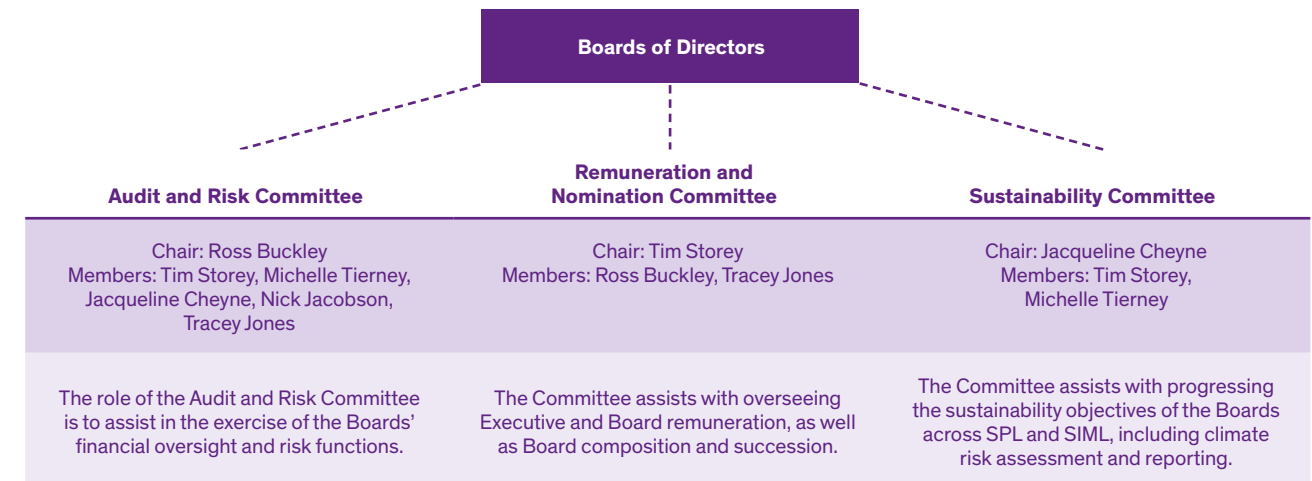 Boards of Directors
Audit and Risk Committee
Chair: Ross Buckley
Members: Tim Storey, Michelle Tierney,
Jacqueline Cheyne, Nick Jacobson,
Tracey Jones
The role of the Audit and Risk Committee
is to assist in the exercise of the Boards’
financial oversight and risk functions.
Remuneration and
Nomination Committee
Chair: Tim Storey
Members: Ross Buckley, Tracey Jones
The Committee assists with overseeing
Executive and Board remuneration, as well
as Board composition and succession.
Sustainability Committee
Chair: Jacqueline Cheyne
Members: Tim Storey,
Michelle Tierney
The Committee assists with progressing
the sustainability objectives of the Boards
across SPL and SIML, including climate
risk assessment and reporting.